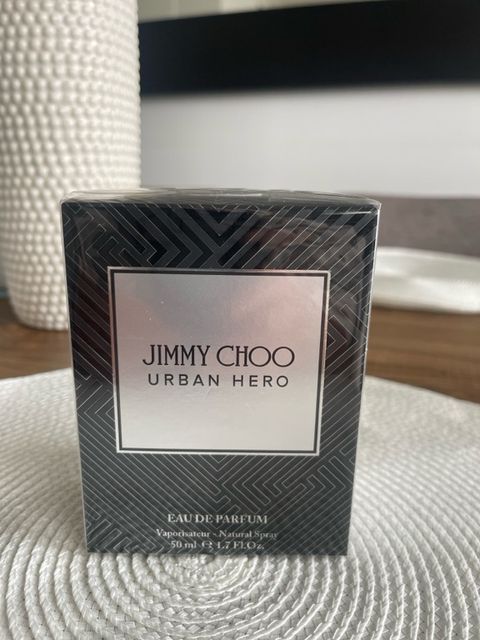 JIMMY CHOO
URBAN HERO
EAU DE PARFUM
Vaporisateur - Natural Spray
50 ml ℮ 1.7 Fl.Oz.